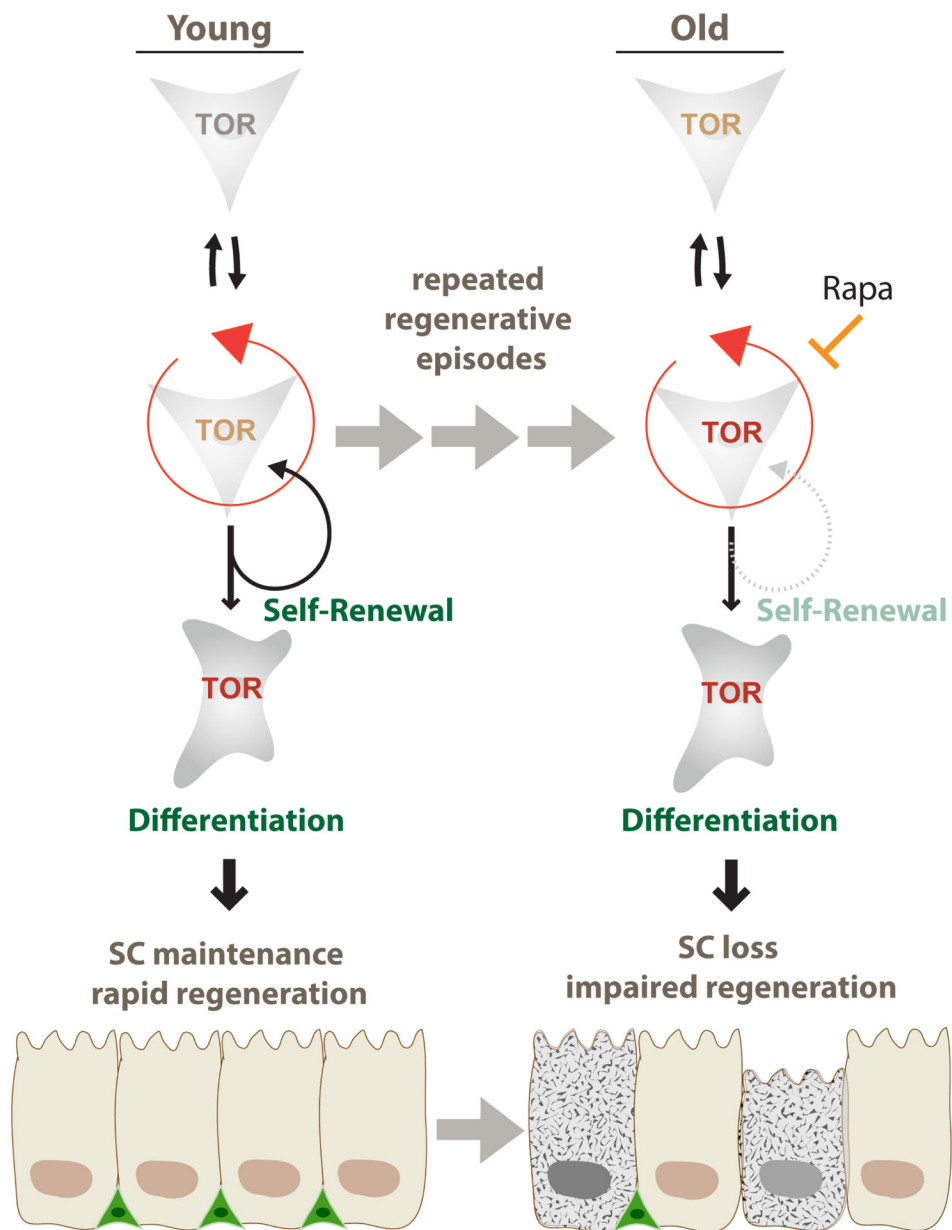 Young
Old
TOR
TOR
repeated
regenerative
episodes
Rapa
TOR
TOR
Self-Renewal
Self-Renewal
TOR
TOR
Differentiation
Differentiation
SC maintenance
rapid regeneration
SC loss
impaired regeneration